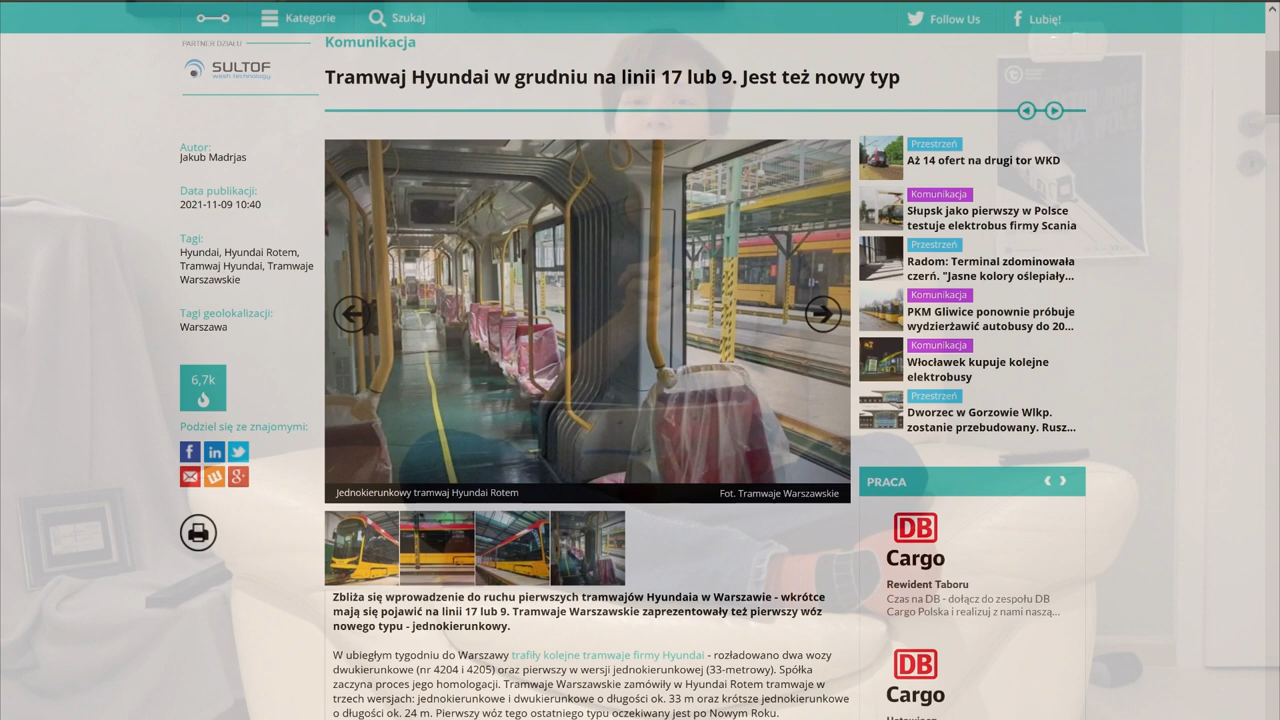 Kategorie
Szukaj
Follow Us
Lubię!
PARTNER DZIAŁU
SULTOF
wash technology
Komunikacja
Tramwaj Hyundai w grudniu na linii 17 lub 9. Jest też nowy typ
Autor:
Jakub Madrjas
Data publikacji:
2021-11-09 10:40
Tagi:
Hyundai, Hyundai Rotem,
Tramwaj Hyundai, Tramwaje
Warszawskie
Tagi geolokalizacji:
Warszawa
6,7k
Podziel się ze znajomymi:
Jednokierunkowy tramwaj Hyundai Rotem
Fot. Tramwaje Warszawskie
Zbliża się wprowadzenie do ruchu pierwszych tramwajów Hyundaia w Warszawie - wkrótce
mają się pojawić na linii 17 lub 9. Tramwaje Warszawskie zaprezentowały też pierwszy wóz
nowego typu - jednokierunkowy.
W ubiegłym tygodniu do Warszawy trafiły kolejne tramwaje firmy Hyundai - rozładowano dwa wozy
dwukierunkowe (nr 4204 i 4205) oraz pierwszy w wersji jednokierunkowej (33-metrowy). Spółka
zaczyna proces jego homologacji. Tramwaje Warszawskie zamówiły w Hyundai Rotem tramwaje w
trzech wersjach: jednokierunkowe i dwukierunkowe o długości ok. 33 m oraz krótsze jednokierunkowe
o długości ok. 24 m. Pierwszy wóz tego ostatniego typu oczekiwany jest po Nowym Roku.
Przestrzeń
Aż 14 ofert na drugi tor WKD
Komunikacja
Słupsk jako pierwszy w Polsce
testuje elektrobus firmy Scania
Przestrzeń
Radom: Terminal zdominowała
czerń. "Jasne kolory oślepiały...
Komunikacja
PKM Gliwice ponownie próbuje
wydzierżawić autobusy do 20...
Komunikacja
Włocławek kupuje kolejne
elektrobusy
Przestrzeń
Dworzec w Gorzowie Wlkp.
zostanie przebudowany. Rusz...
PRACA
DB
Cargo
Rewident Taboru
Czas na DB - dołącz do zespołu DB
Cargo Polska i realizuj z nami naszą...
DB
Cargo